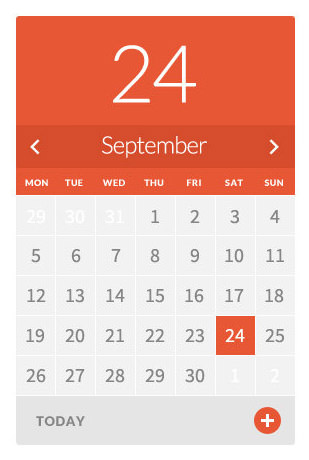 24
September
MON TUE WED THU FRI SAT SUN
29 30 31 1 2 3 4
5 6 7 8 9 10 11
12 13 14 15 16 17 18
19 20 21 22 23 24 25
26 27 28 29 30 1 2
TODAY